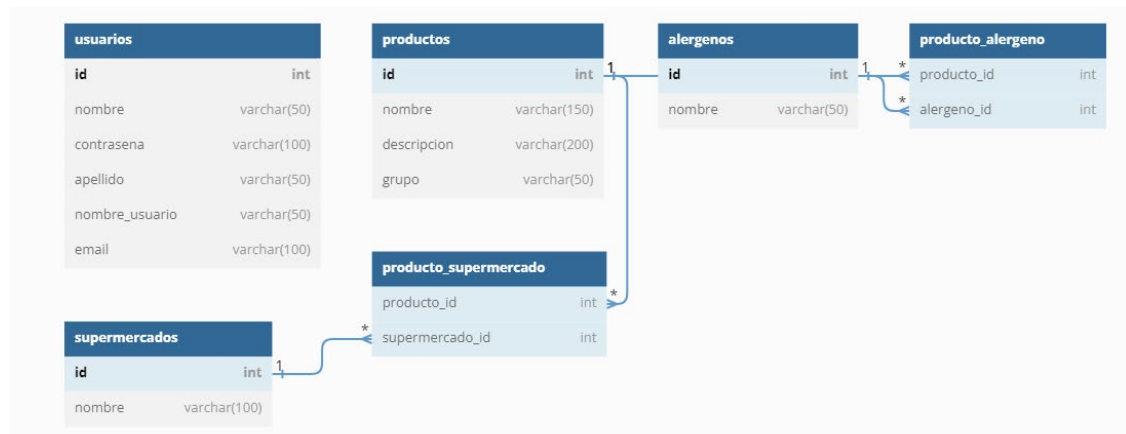 usuarios
id int
nombre varchar(50)
contrasena varchar(100)
apellido varchar(50)
nombre_usuario varchar(50)
email varchar(100)
productos
id int
nombre varchar(150)
descripcion varchar(200)
grupo varchar(50)
1
alergenos
id int
nombre varchar(50)
1
producto_alergeno
* producto_id int
* alergeno_id int
producto_supermercado
producto_id int *
* supermercado_id int
supermercados
id int 1
nombre varchar(100)